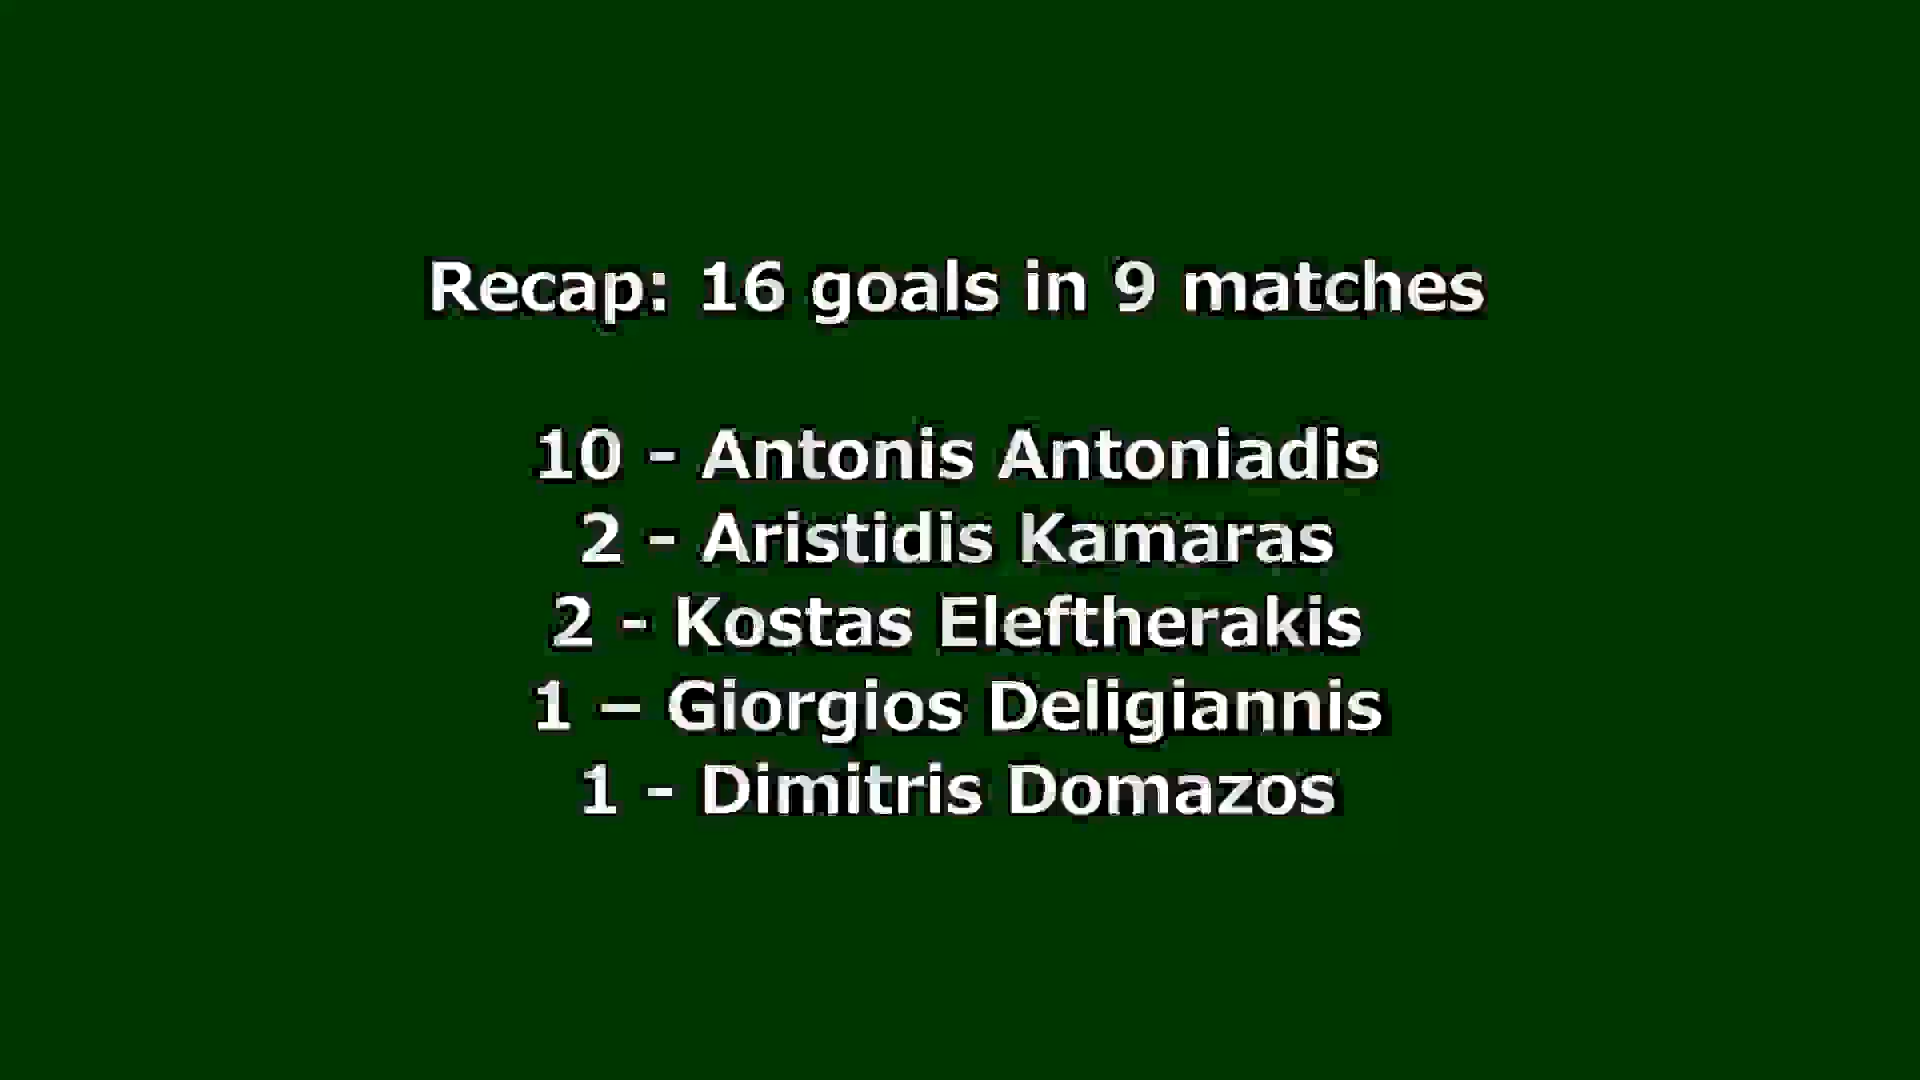 Recap: 16 goals in 9 matches
10 - Antonis Antoniadis
2 - Aristidis Kamaras
2 - Kostas Eleftherakis
1 – Giorgios Deligiannis
1 - Dimitris Domazos